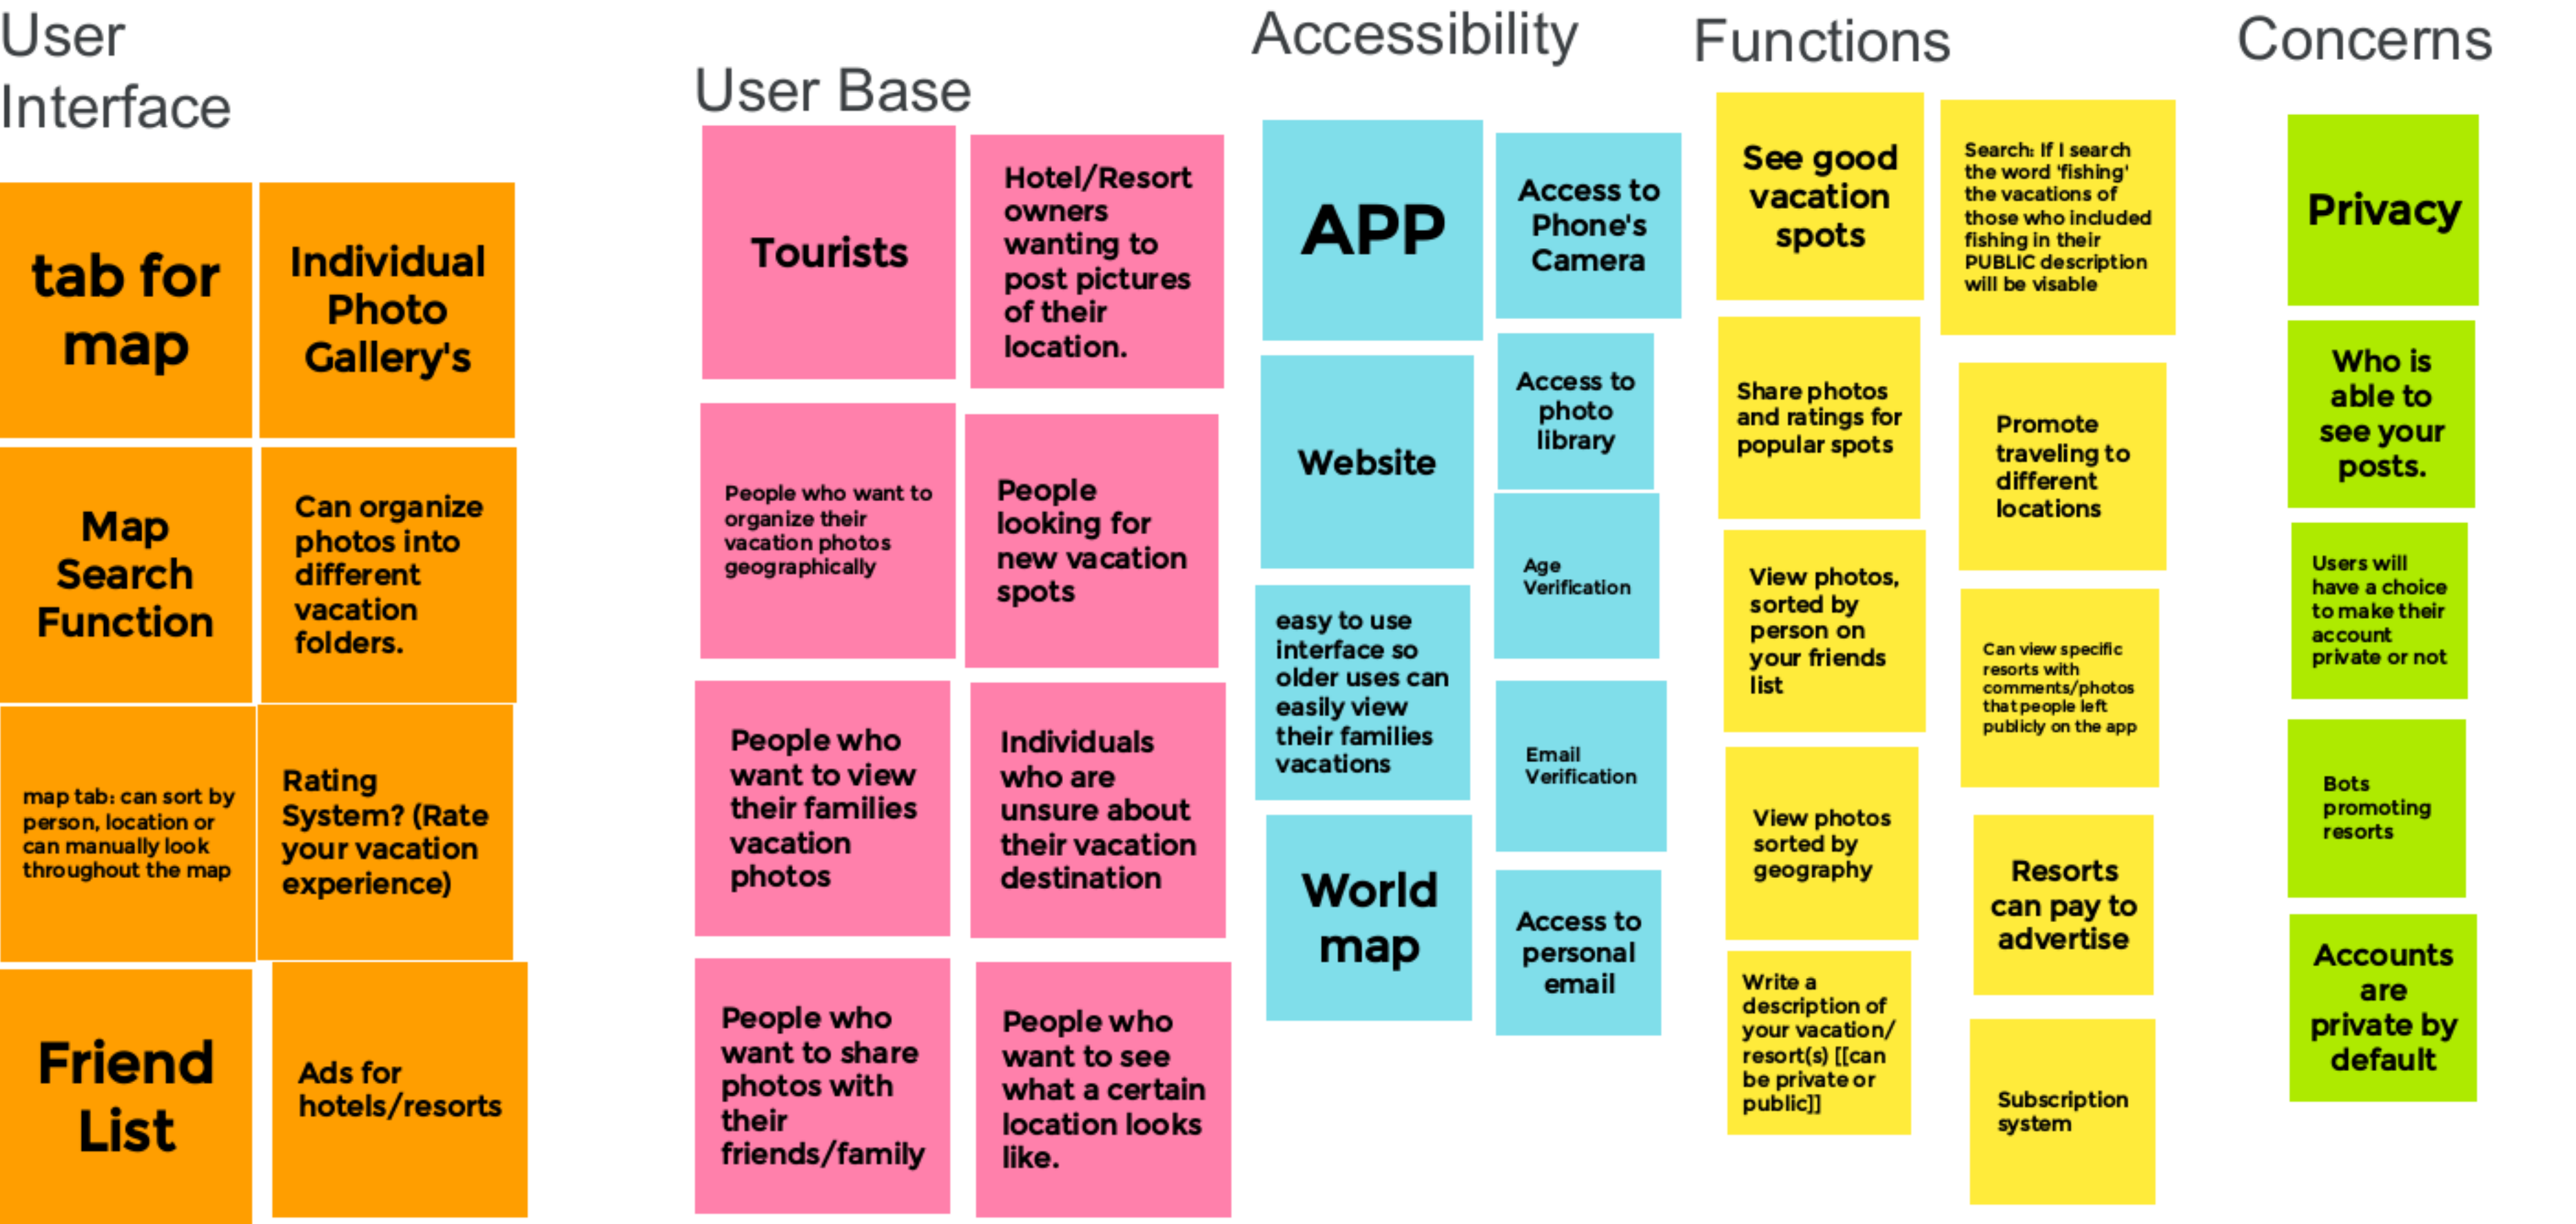 User
Interface
tab for
map
Individual
Photo
Gallery's
Map
Search
Function
Can organize
photos into
different
vacation
folders.
map tab: can sort by
person, location or
can manually look
throughout the map
Rating
System? (Rate
your vacation
experience)
Friend
List
Ads for
hotels/resorts
User Base
Tourists
Hotel/Resort
owners
wanting to
post pictures
of their
location.
People who want to
organize their
vacation photos
geographically
People
looking for
new vacation
spots
People who
want to view
their families
vacation
photos
Individuals
who are
unsure about
their vacation
destination
People who
want to share
photos with
their
friends/family
People who
want to see
what a certain
location looks
like.
Accessibility
APP
Access to
Phone's
Camera
Website
Access to
photo
library
Age
Verification
easy to use
interface so
older uses can
easily view
their families
vacations
Email
Verification
World
map
Access to
personal
email
Functions
See good
vacation
spots
Search: If I search
the word 'fishing'
the vacations of
those who included
fishing in their
PUBLIC description
will be visable
Share photos
and ratings for
popular spots
Promote
traveling to
different
locations
View photos,
sorted by
person on
your friends
list
Can view specific
resorts with
comments/photos
that people left
publicly on the app
View photos
sorted by
geography
Resorts
can pay to
advertise
Write a
description of
your vacation/
resort(s) [[can
be private or
public]]
Subscription
system
Concerns
Privacy
Who is
able to
see your
posts.
Users will
have a choice
to make their
account
private or not
Bots
promoting
resorts
Accounts
are
private by
default